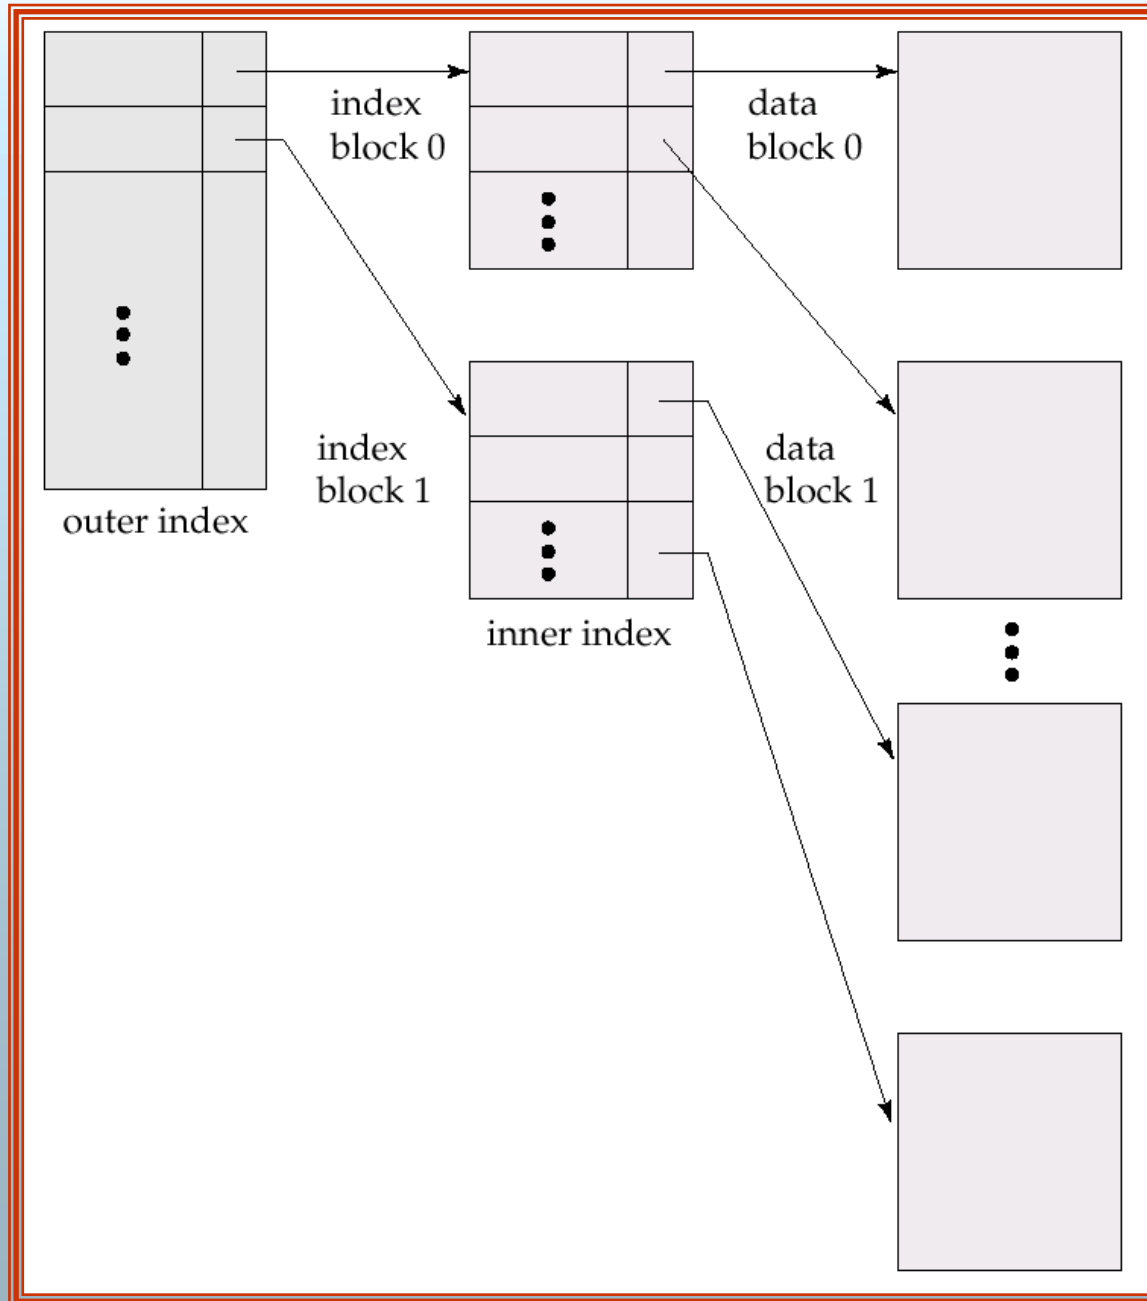 index
block 0
data
block 0
index
block 1
data
block 1
outer index
inner index